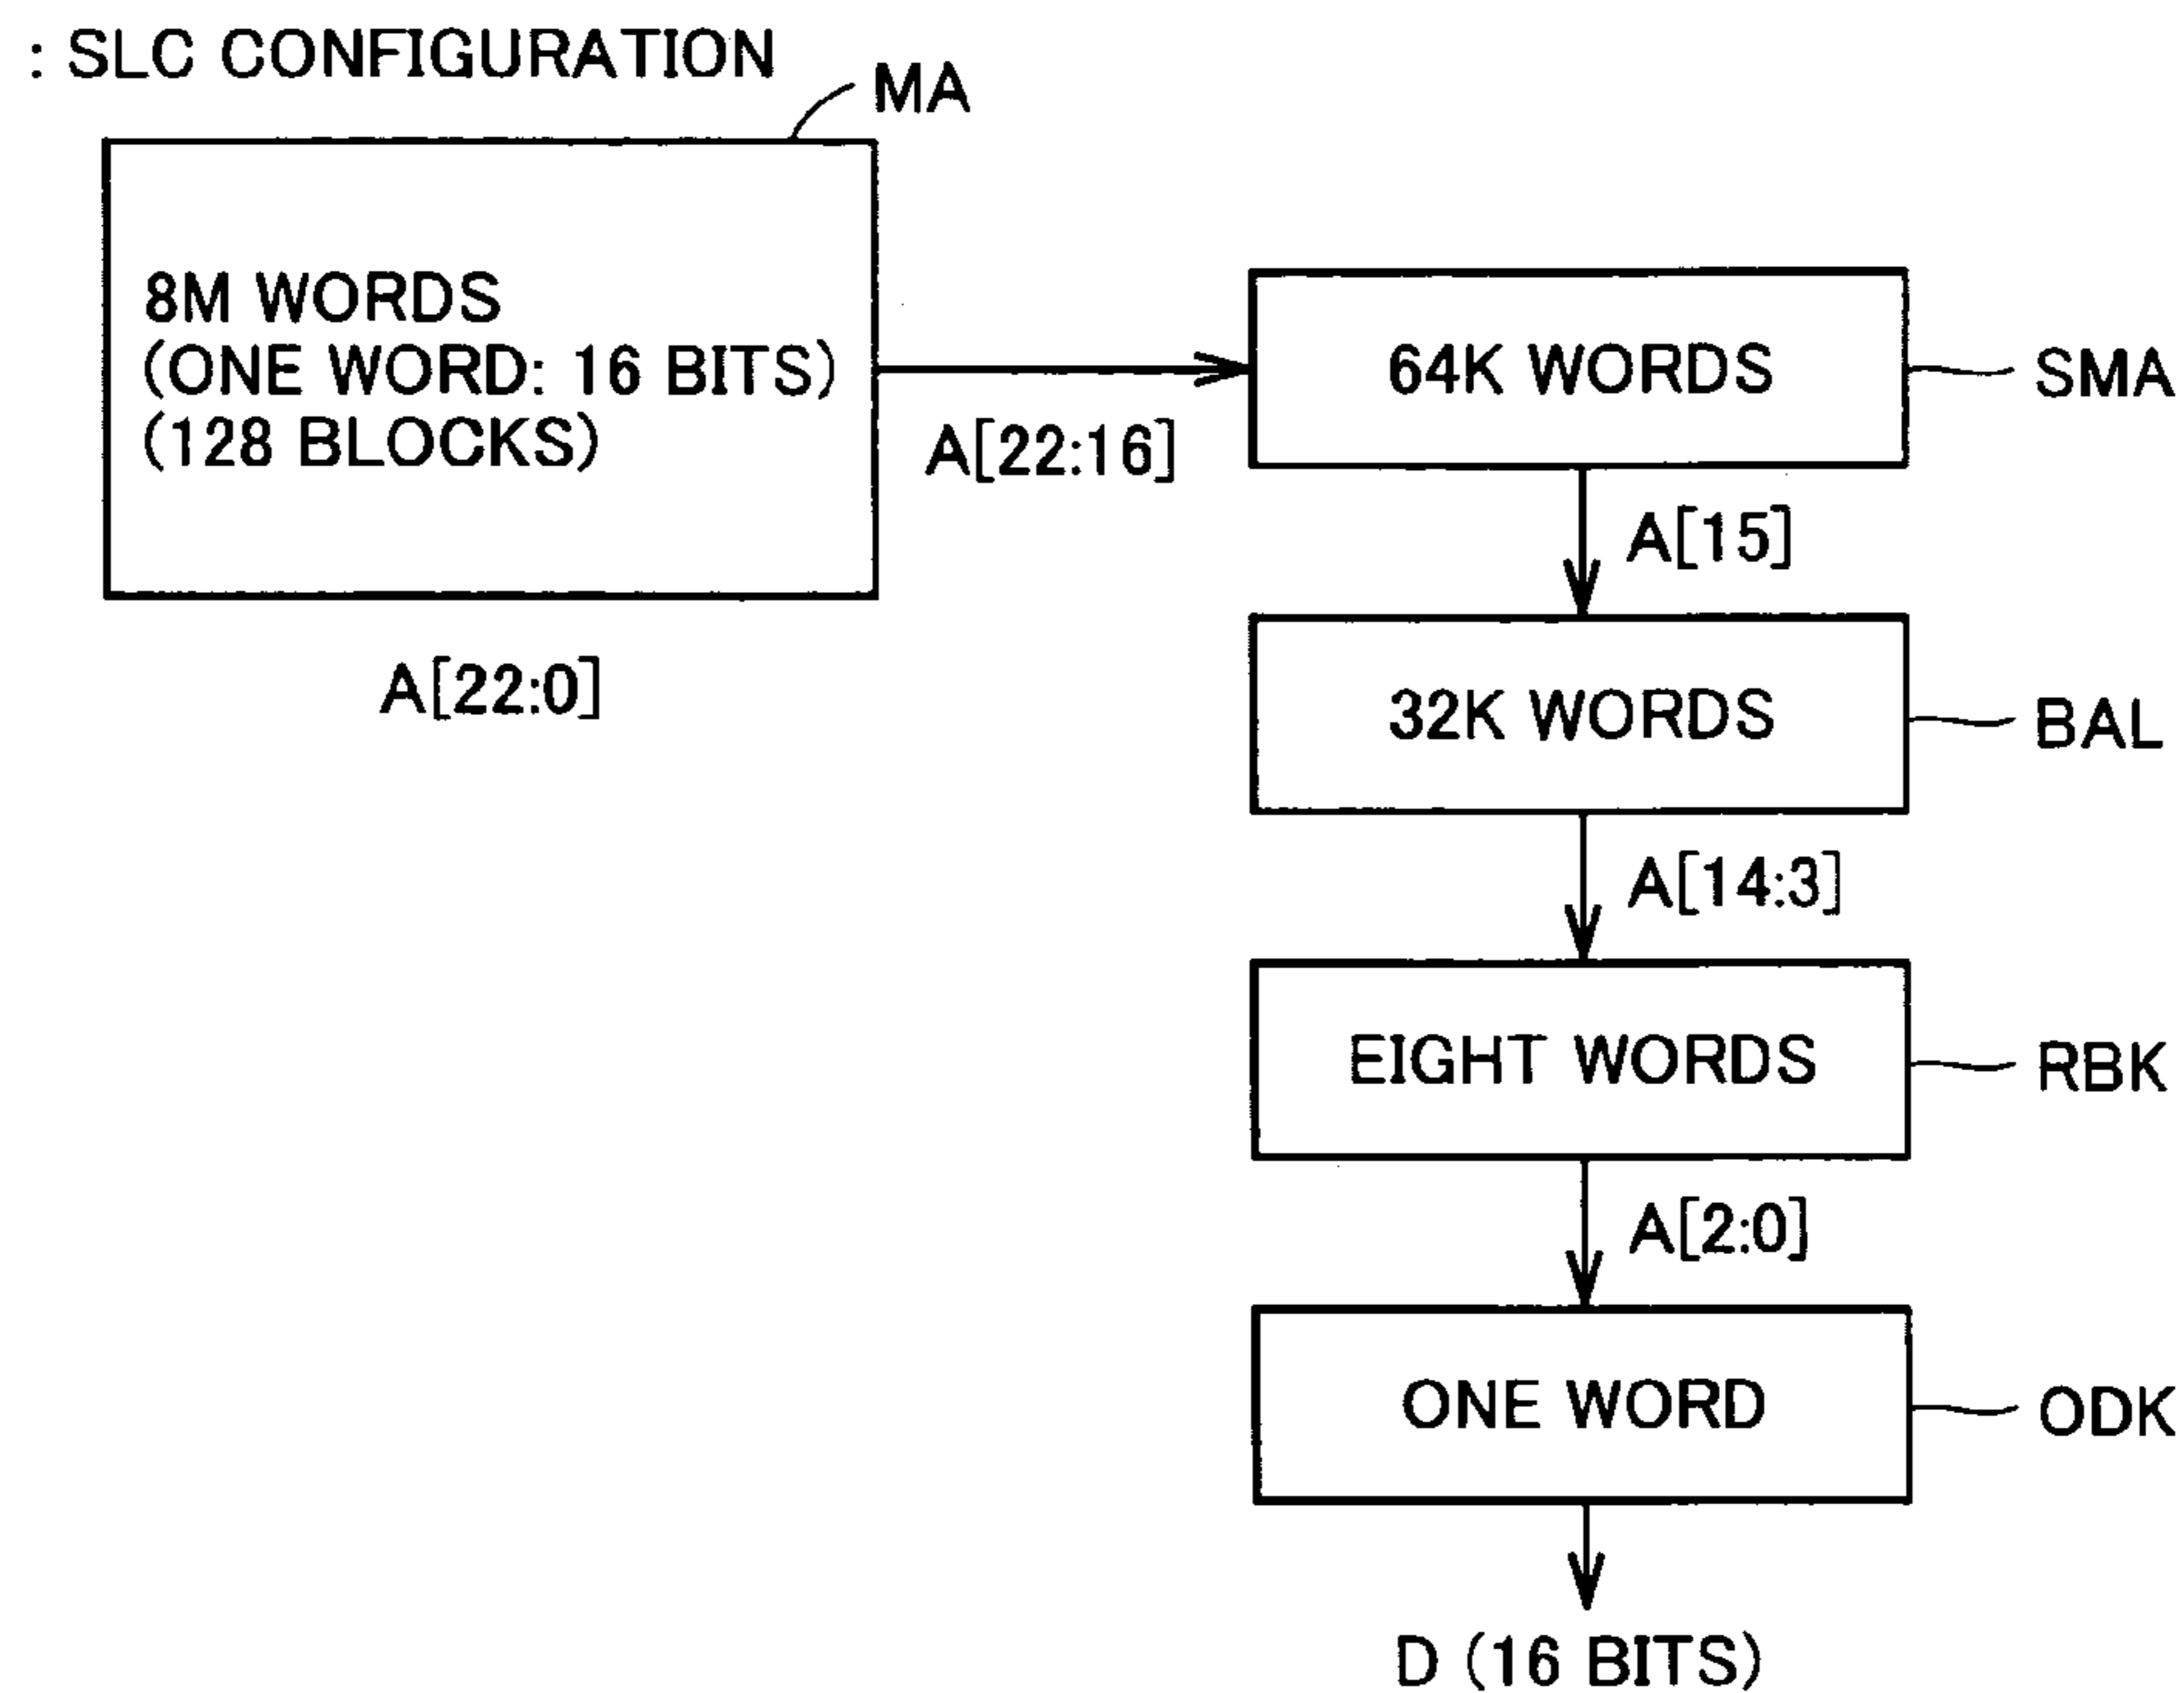 : SLC CONFIGURATION
MA
8M WORDS
(ONE WORD: 16 BITS)
(128 BLOCKS)
A[22:0]
A[22:16]
64K WORDS
SMA
A[15]
32K WORDS
BAL
A[14:3]
EIGHT WORDS
RBK
A[2:0]
ONE WORD
ODK
D (16 BITS)